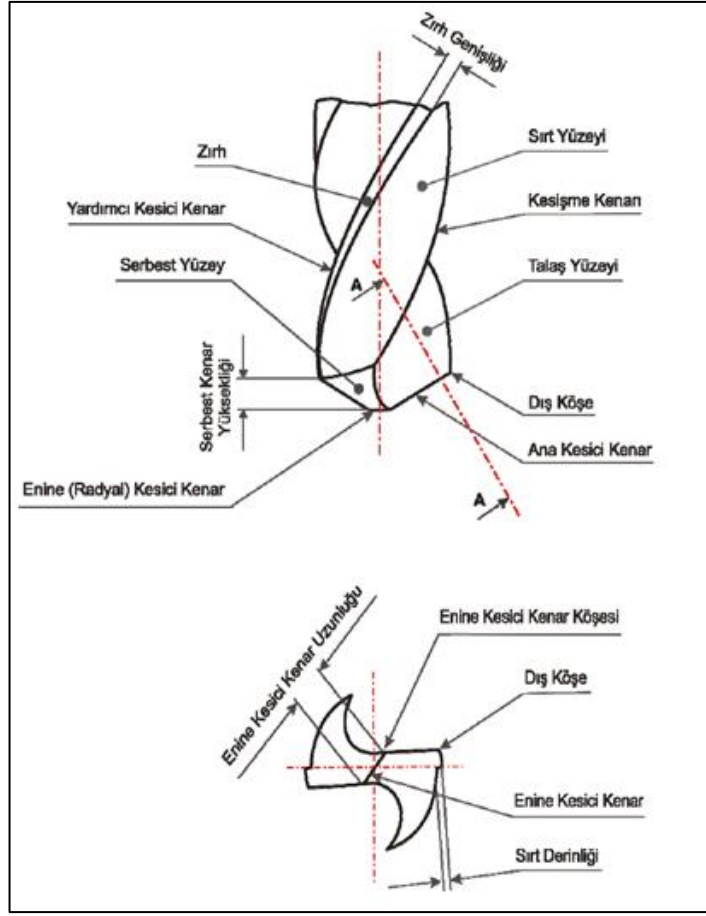 Zırh Genişliği
Zırh
Sırt Yüzeyi
Yardımcı Kesici Kenar
Kesişme Kenarı
Serbest Yüzey
Talaş Yüzeyi
A
Serbest Kenar
Yüksekliği
Dış Köşe
Ana Kesici Kenar
Enine (Radyal) Kesici Kenar
A
Enine Kesici Kenar Uzunluğu
Enine Kesici Kenar Köşesi
Dış Köşe
Enine Kesici Kenar
Sırt Derinliği